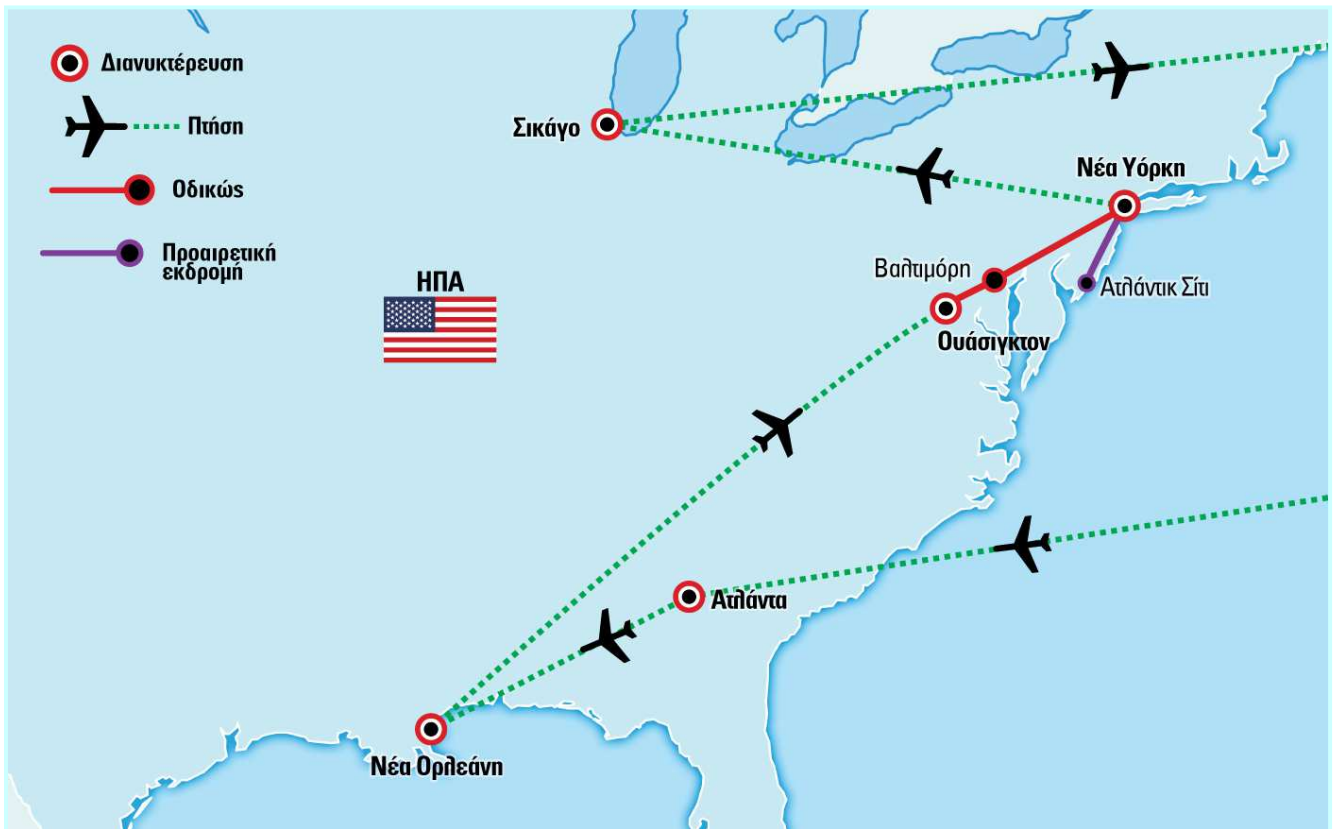 Διανυκτέρευση
Πτήση
Οδικώς
Προαιρετική
εκδρομή
ΗΠΑ
Σικάγο
Νέα Υόρκη
Βαλτιμόρη
Ατλάντικ Σίτι
Ουάσιγκτον
Ατλάντα
Νέα Ορλεάνη